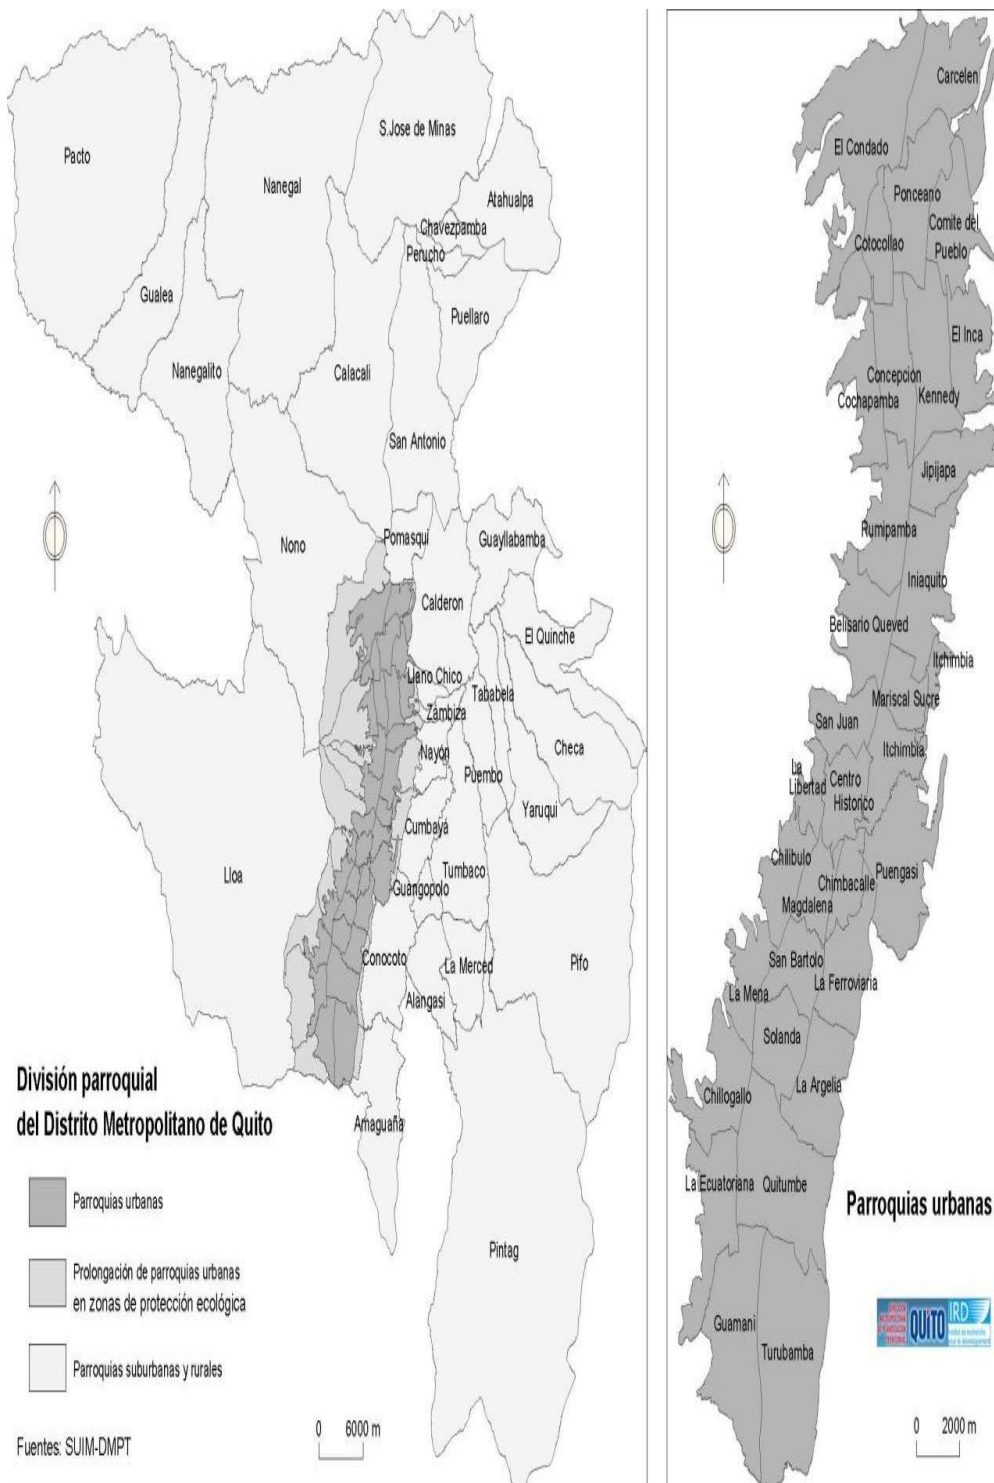 Pacto
S.Jose de Minas
Nanegal
Atahualpa
Chavezpamba
Perucho
Gualea
Puellaro
Nanegalito
Calacali
San Antonio
Nono
Pomasqui
Guayllabamba
Calderon
El Quinche
Llano Chico
Tababela
Zambiza
Checa
Nayón
Puembo
Yaruqui
Cumbayá
Lloa
Tumbaco
Guangopolo
Conocoto
La Merced
Pifo
Alangasi
Amaguaña
Pintag
División parroquial
del Distrito Metropolitano de Quito
Parroquias urbanas
Prolongación de parroquias urbanas
en zonas de protección ecológica
Parroquias suburbanas y rurales
Fuentes: SUIM-DMPT
0 6000 m
Carcelen
El Condado
Ponceano
Comite del
Pueblo
Cotocollao
El Inca
Concepcion
Cochapamba
Kennedy
Jipijapa
Rumipamba
Iniaquito
Belisario Queved
Itchimbia
Mariscal Sucre
San Juan
Itchimbia
La
Libertad
Centro
Historico
Chilibulo
Chimbacalle
Puengasi
Magdalena
San Bartolo
La Ferroviaria
La Mena
Solanda
La Argelia
Chillogallo
La Ecuatoriana
Quitumbe
Parroquias urbanas
Guamani
Turubamba
QUITO
IRD
0 2000 m